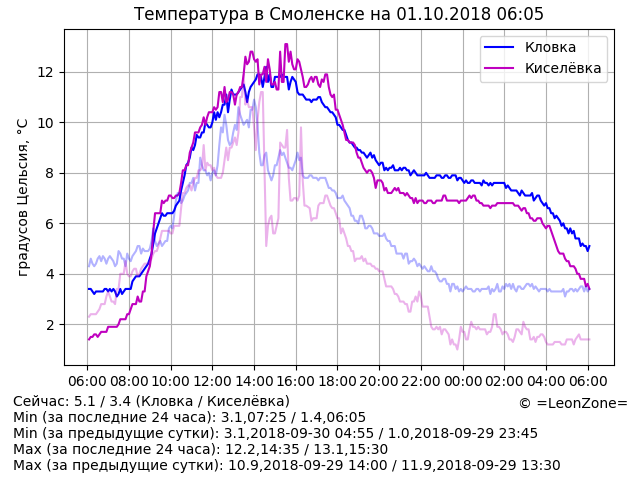 Температура в Смоленске на 01.10.2018 06:05
Кловка
Киселёвка
градусов Цельсия, °C
12
10
8
6
4
2
06:00 08:00 10:00 12:00 14:00 16:00 18:00 20:00 22:00 00:00 02:00 04:00 06:00
Сейчас: 5.1 / 3.4 (Кловка / Киселёвка)
© =LeonZone=
Min (за последние 24 часа): 3.1,07:25 / 1.4,06:05
Min (за предыдущие сутки): 3.1,2018-09-30 04:55 / 1.0,2018-09-29 23:45
Max (за последние 24 часа): 12.2,14:35 / 13.1,15:30
Max (за предыдущие сутки): 10.9,2018-09-29 14:00 / 11.9,2018-09-29 13:30